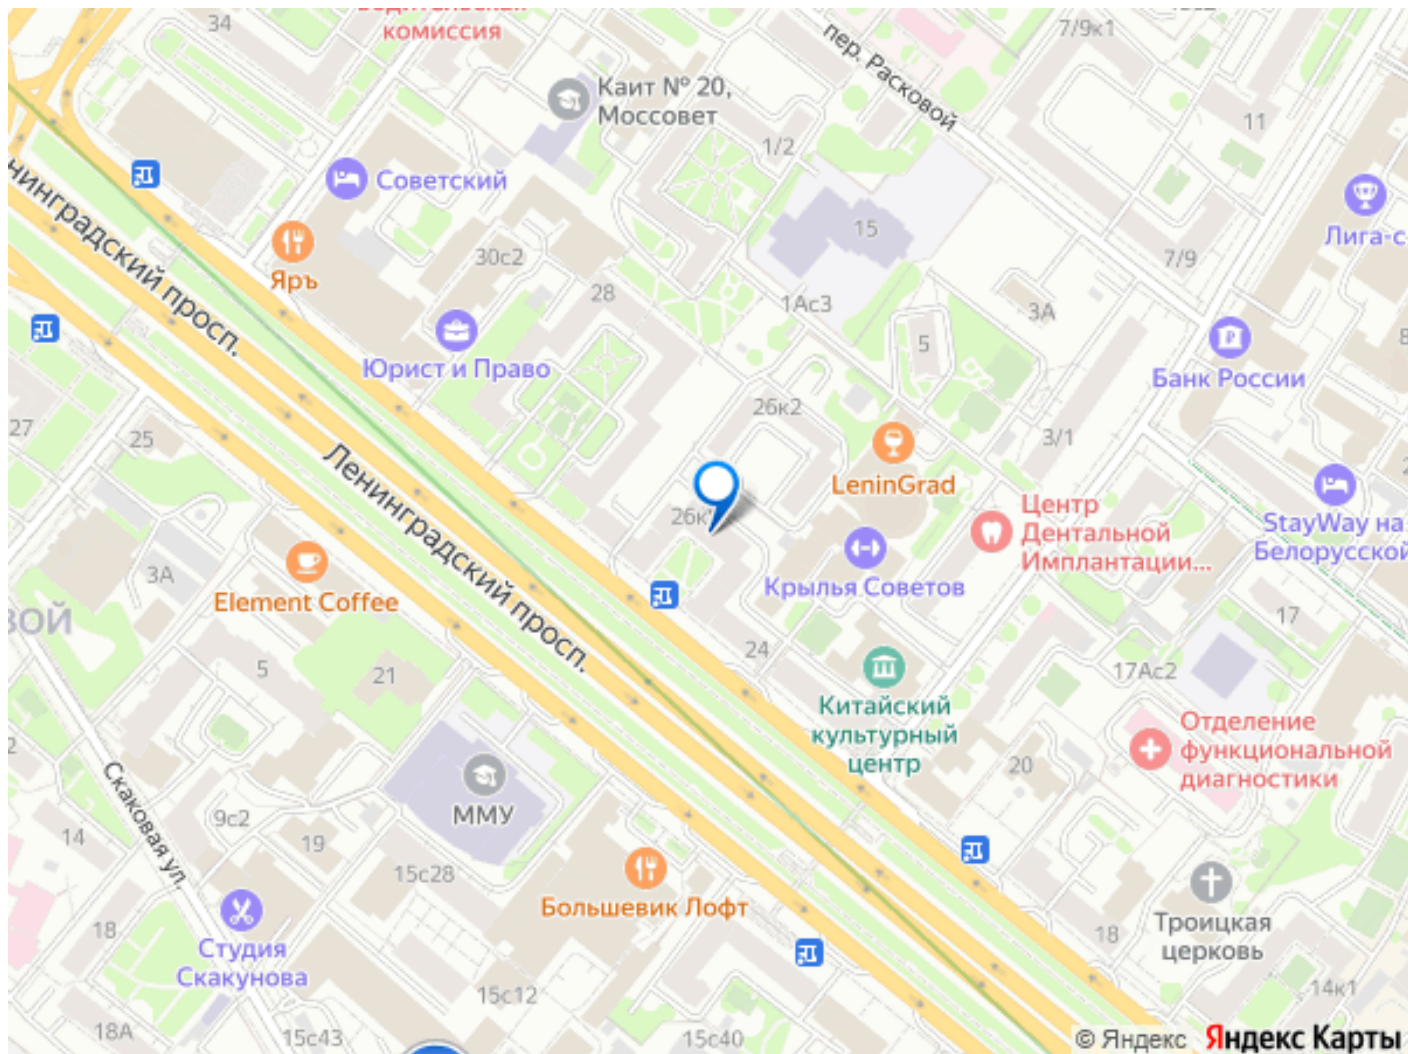 34
комиссия
7/9к1
пер. Расковой
Каит № 20,
Моссовет
1/2
11
Советский
15
Лига-с
30с2
7/9
Яръ
28
1Ас3
3А
Ленинградский просп.
5
Юрист и Право
Банк России
26к2
27
25
3/1
LeninGrad
Ленинградский просп.
StayWay на
Белорусской
Центр
Дентальной
Имплантации...
26к
Крылья Советов
3А
Element Coffee
17
24
5
21
17Ас2
Китайский
культурный
центр
Отделение
функциональной
диагностики
20
ММУ
Скаковая ул.
9с2
14
19
15с28
Большевик Лофт
Троицкая
церковь
18
18
Студия
Скакунова
15с12
14к1
18А
15с43
15с40
© Яндекс Яндекс Карты